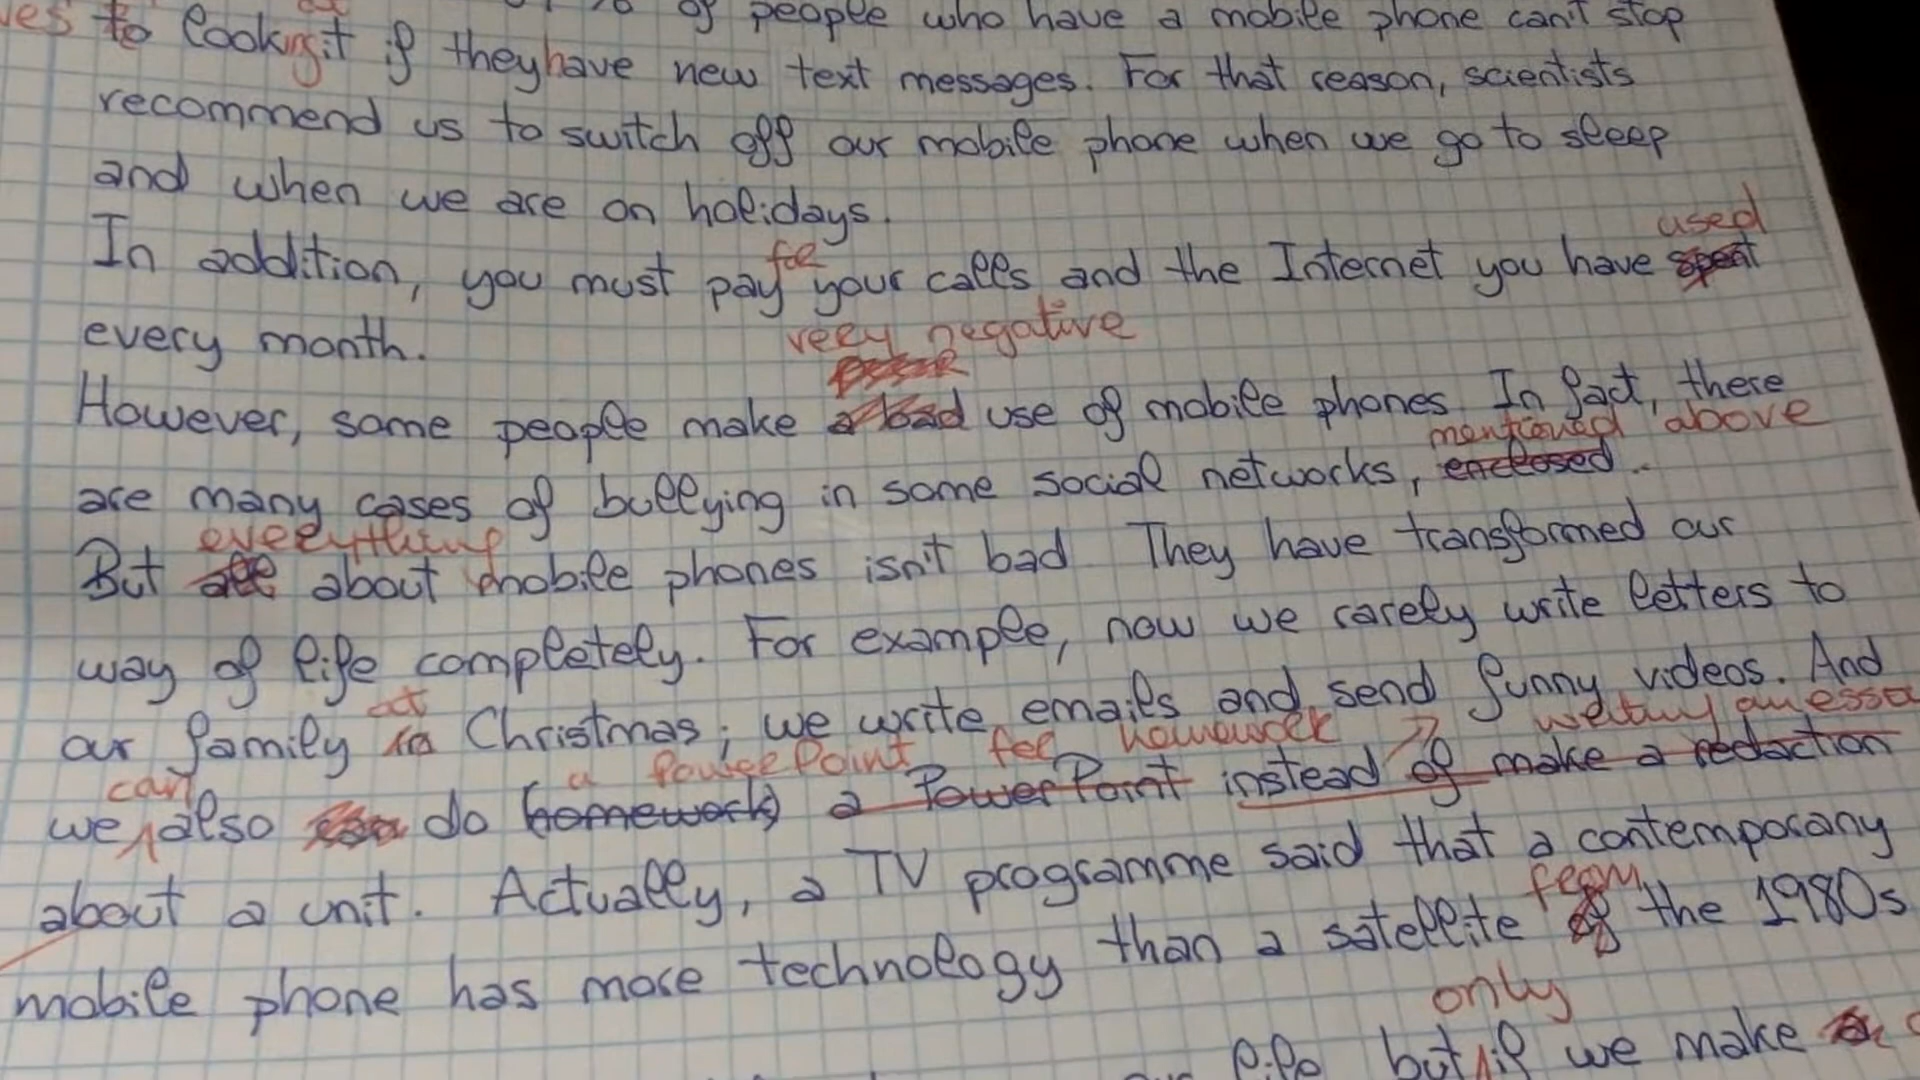 to looking it if they have new text messages. For that reason, scientists
of people who have a mobile phone can't stop
recommend us to switch off our mobile phone when we go to sleep
and when we are on holidays.
used
In addition, you must pay for your calls and the Internet you have spent
every month.
very negative
However, some people make a bad use of mobile phones. In fact, there
mentioned above
are many cases of bullying in some social networks, enclosed.
everything
But all about mobile phones isn't bad. They have transformed our
way of life completely. For example, now we rarely write letters to
at
our family in Christmas; we write emails and send funny videos. And
can a PowerPoint for homework writing an essa
we also can do homework a PowerPoint instead of make a redaction
about a unit. Actually, a TV programme said that a contemporany
from
mobile phone has more technology than a satellite of the 1980s
only
life but if we make